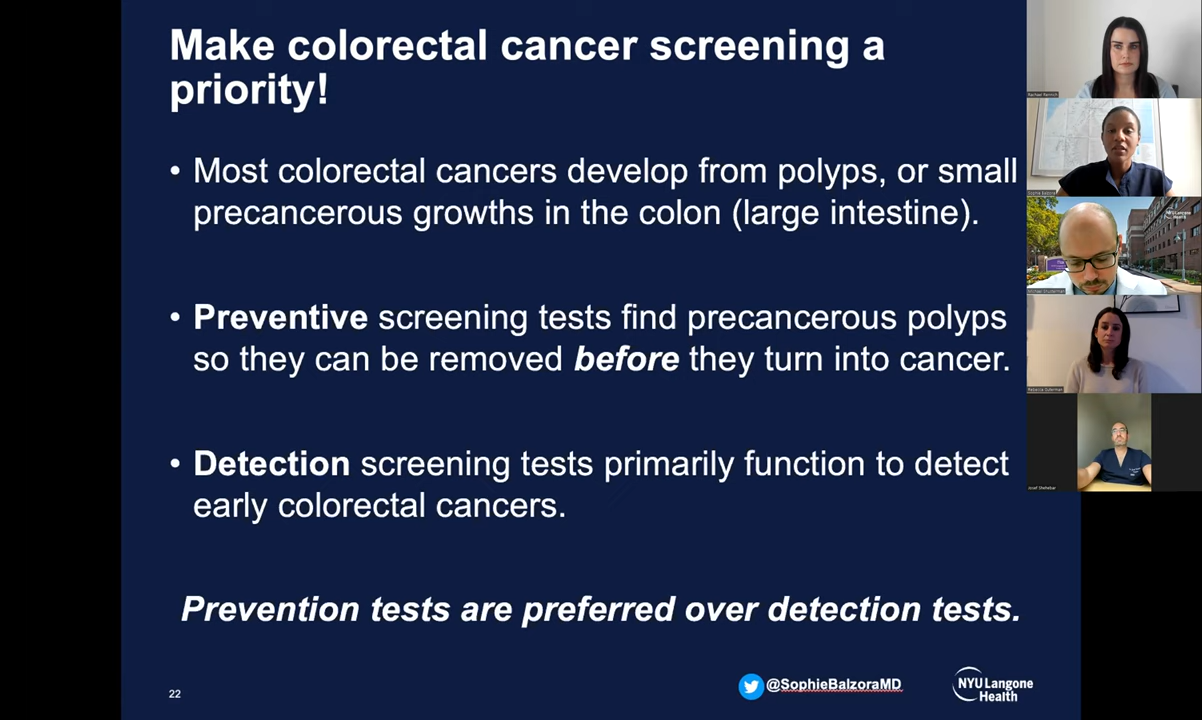 Make colorectal cancer screening a
priority!
• Most colorectal cancers develop from polyps, or small
precancerous growths in the colon (large intestine).
• Preventive screening tests find precancerous polyps
so they can be removed before they turn into cancer.
• Detection screening tests primarily function to detect
early colorectal cancers.
Prevention tests are preferred over detection tests.
22
@SophieBalzoraMD
NYU Langone
Health
NYU Langone
Health